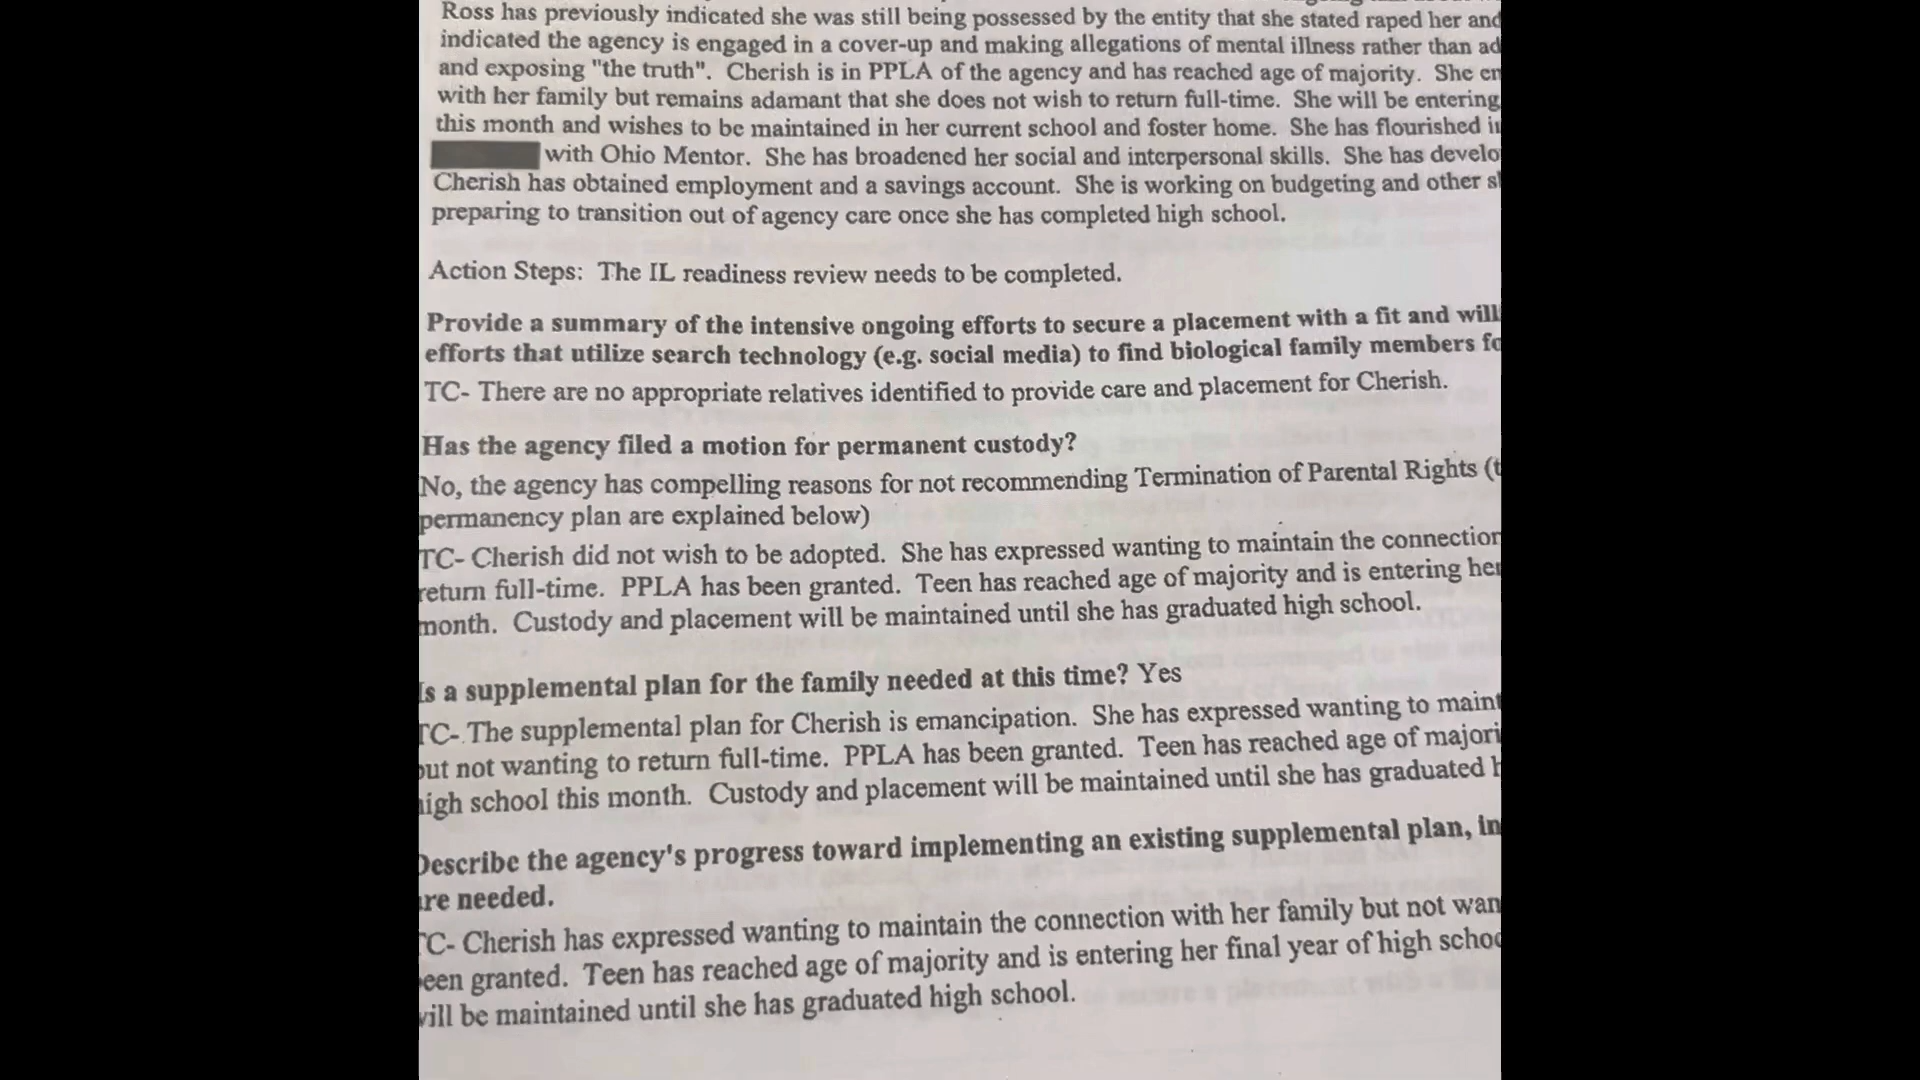 Ross has previously indicated she was still being possessed by the entity that she stated raped her and
indicated the agency is engaged in a cover-up and making allegations of mental illness rather than ad
and exposing "the truth". Cherish is in PPLA of the agency and has reached age of majority. She en
with her family but remains adamant that she does not wish to return full-time. She will be entering
this month and wishes to be maintained in her current school and foster home. She has flourished i
with Ohio Mentor. She has broadened her social and interpersonal skills. She has develo
Cherish has obtained employment and a savings account. She is working on budgeting and other s
preparing to transition out of agency care once she has completed high school.
Action Steps: The IL readiness review needs to be completed.
Provide a summary of the intensive ongoing efforts to secure a placement with a fit and will
efforts that utilize search technology (e.g. social media) to find biological family members fo
TC- There are no appropriate relatives identified to provide care and placement for Cherish.
Has the agency filed a motion for permanent custody?
No, the agency has compelling reasons for not recommending Termination of Parental Rights (t
permanency plan are explained below)
TC- Cherish did not wish to be adopted. She has expressed wanting to maintain the connection
return full-time. PPLA has been granted. Teen has reached age of majority and is entering her
month. Custody and placement will be maintained until she has graduated high school.
Is a supplemental plan for the family needed at this time? Yes
TC- The supplemental plan for Cherish is emancipation. She has expressed wanting to maint
but not wanting to return full-time. PPLA has been granted. Teen has reached age of majori
high school this month. Custody and placement will be maintained until she has graduated h
Describe the agency's progress toward implementing an existing supplemental plan, in
are needed.
TC- Cherish has expressed wanting to maintain the connection with her family but not wan
been granted. Teen has reached age of majority and is entering her final year of high schoo
will be maintained until she has graduated high school.